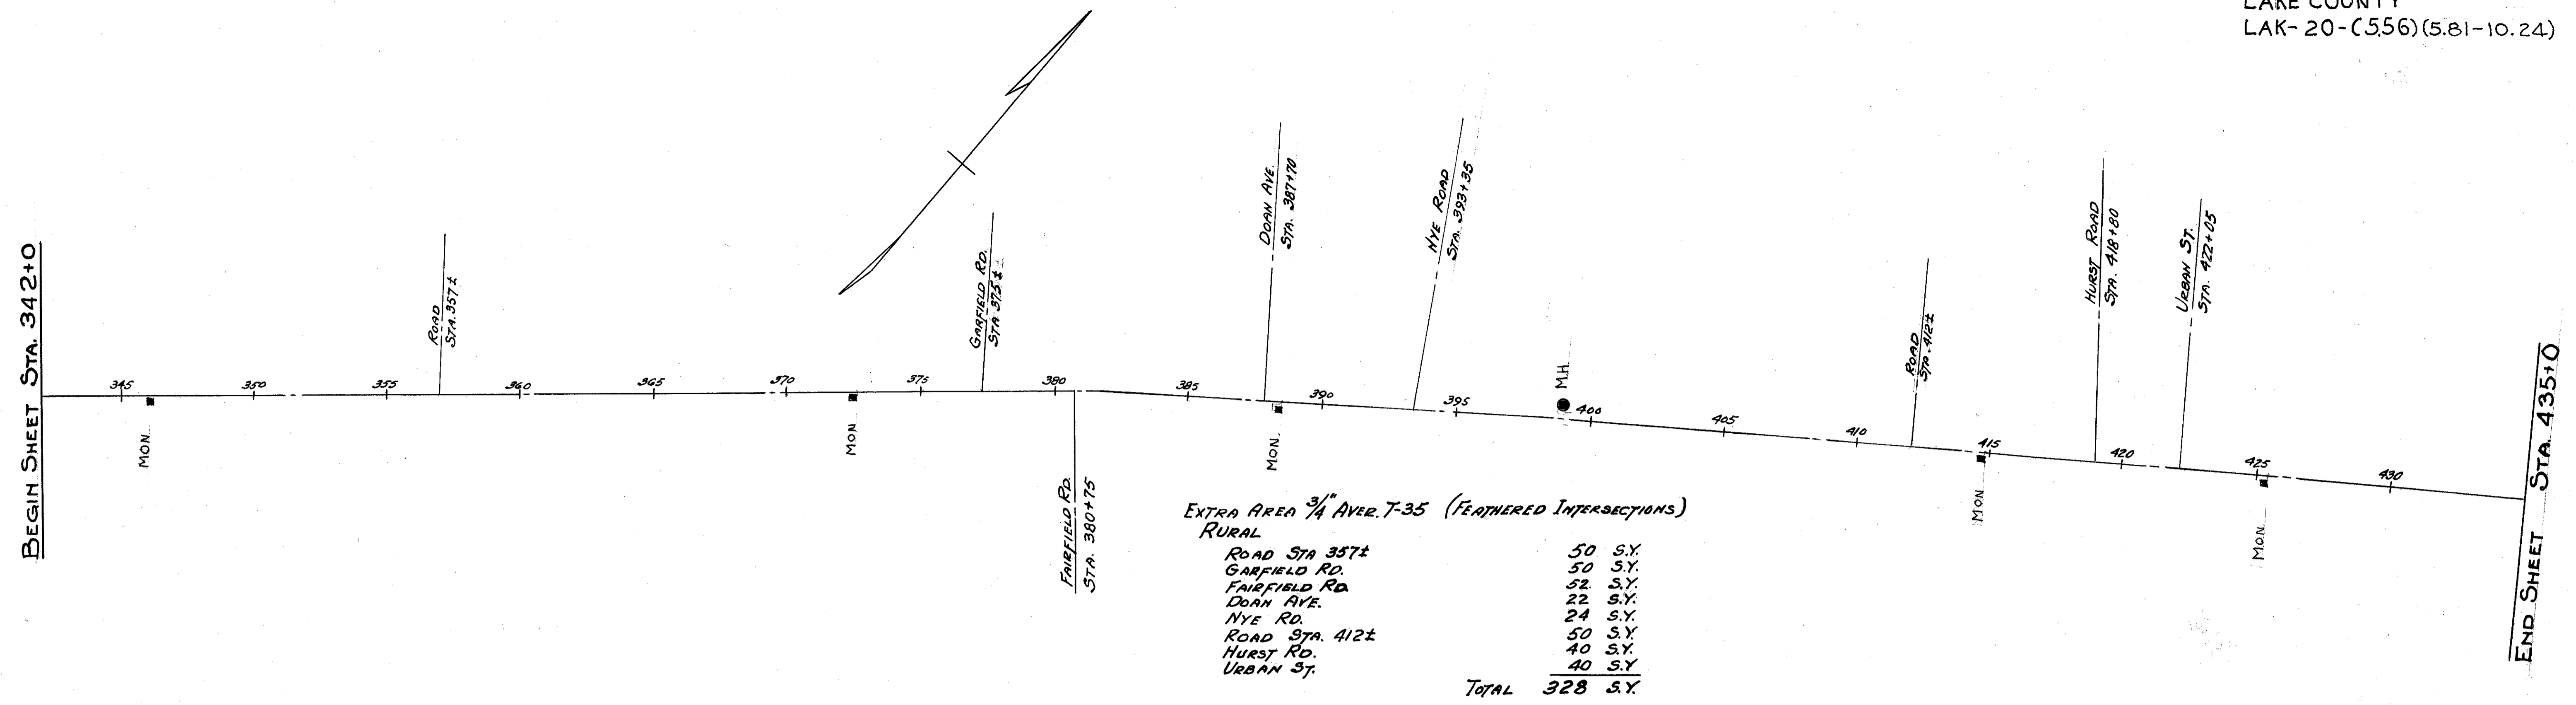 LAKE COUNTY
LAK-20-(5.56)(5.81-10.24)
BEGIN SHEET STA. 342+0
345
350
355
360
365
370
375
380
385
390
395
400
405
410
415
420
425
430
ROAD
STA. 357±
GARFIELD RD.
STA 375±
DOAN AVE.
STA. 387+70
NYE ROAD
STA. 393+35
ROAD
STA. 412±
HURST ROAD
STA. 418+80
URBAN ST.
STA. 422+05
M.H.
MON.
MON
MON.
MON
MON.
FAIRFIELD RD.
STA. 380+75
END SHEET STA 435+0
EXTRA AREA 3/4" AVER. T-35 (FEATHERED INTERSECTIONS)
RURAL
ROAD STA 357± 50 S.Y.
GARFIELD RD. 50 S.Y.
FAIRFIELD RD 52 S.Y.
DOAN AVE. 22 S.Y.
NYE RD. 24 S.Y.
ROAD STA. 412± 50 S.Y.
HURST RD. 40 S.Y.
URBAN ST. 40 S.Y
TOTAL 328 S.Y.